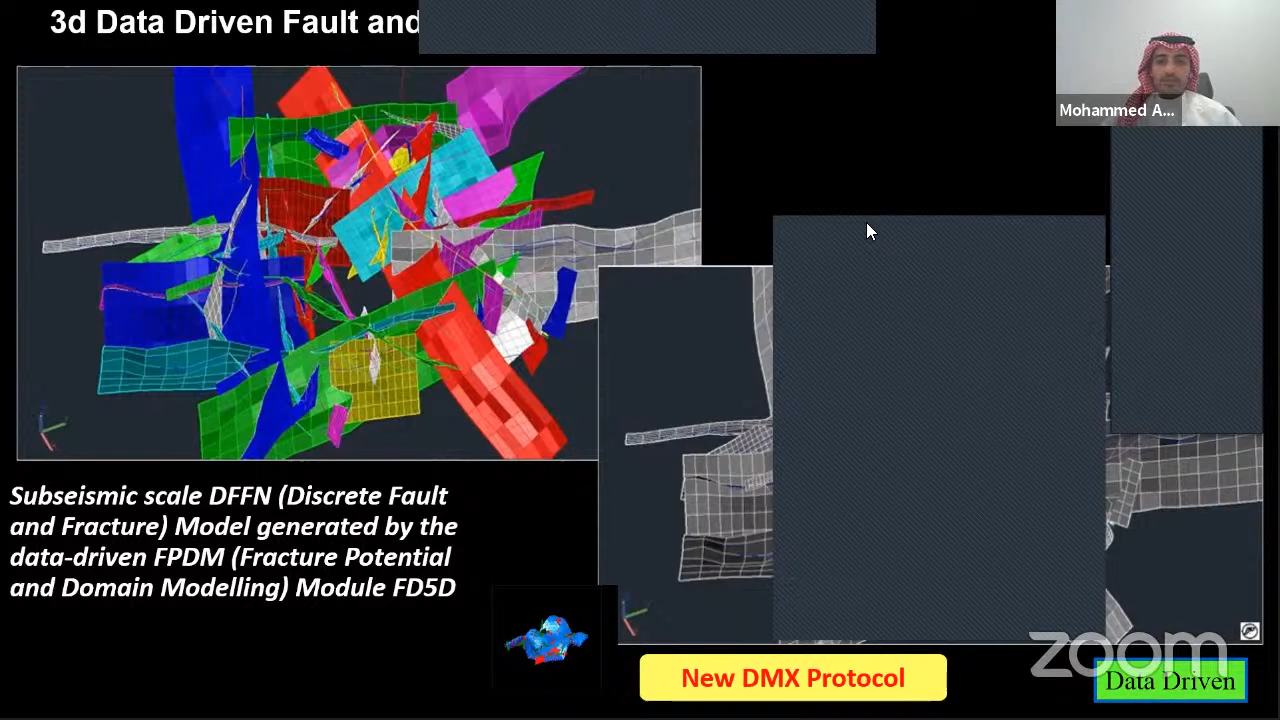 3d Data Driven Fault and
Mohammed A...
Subseismic scale DFFN (Discrete Fault
and Fracture) Model generated by the
data-driven FPDM (Fracture Potential
and Domain Modelling) Module FD5D
New DMX Protocol
zoom
Data Driven